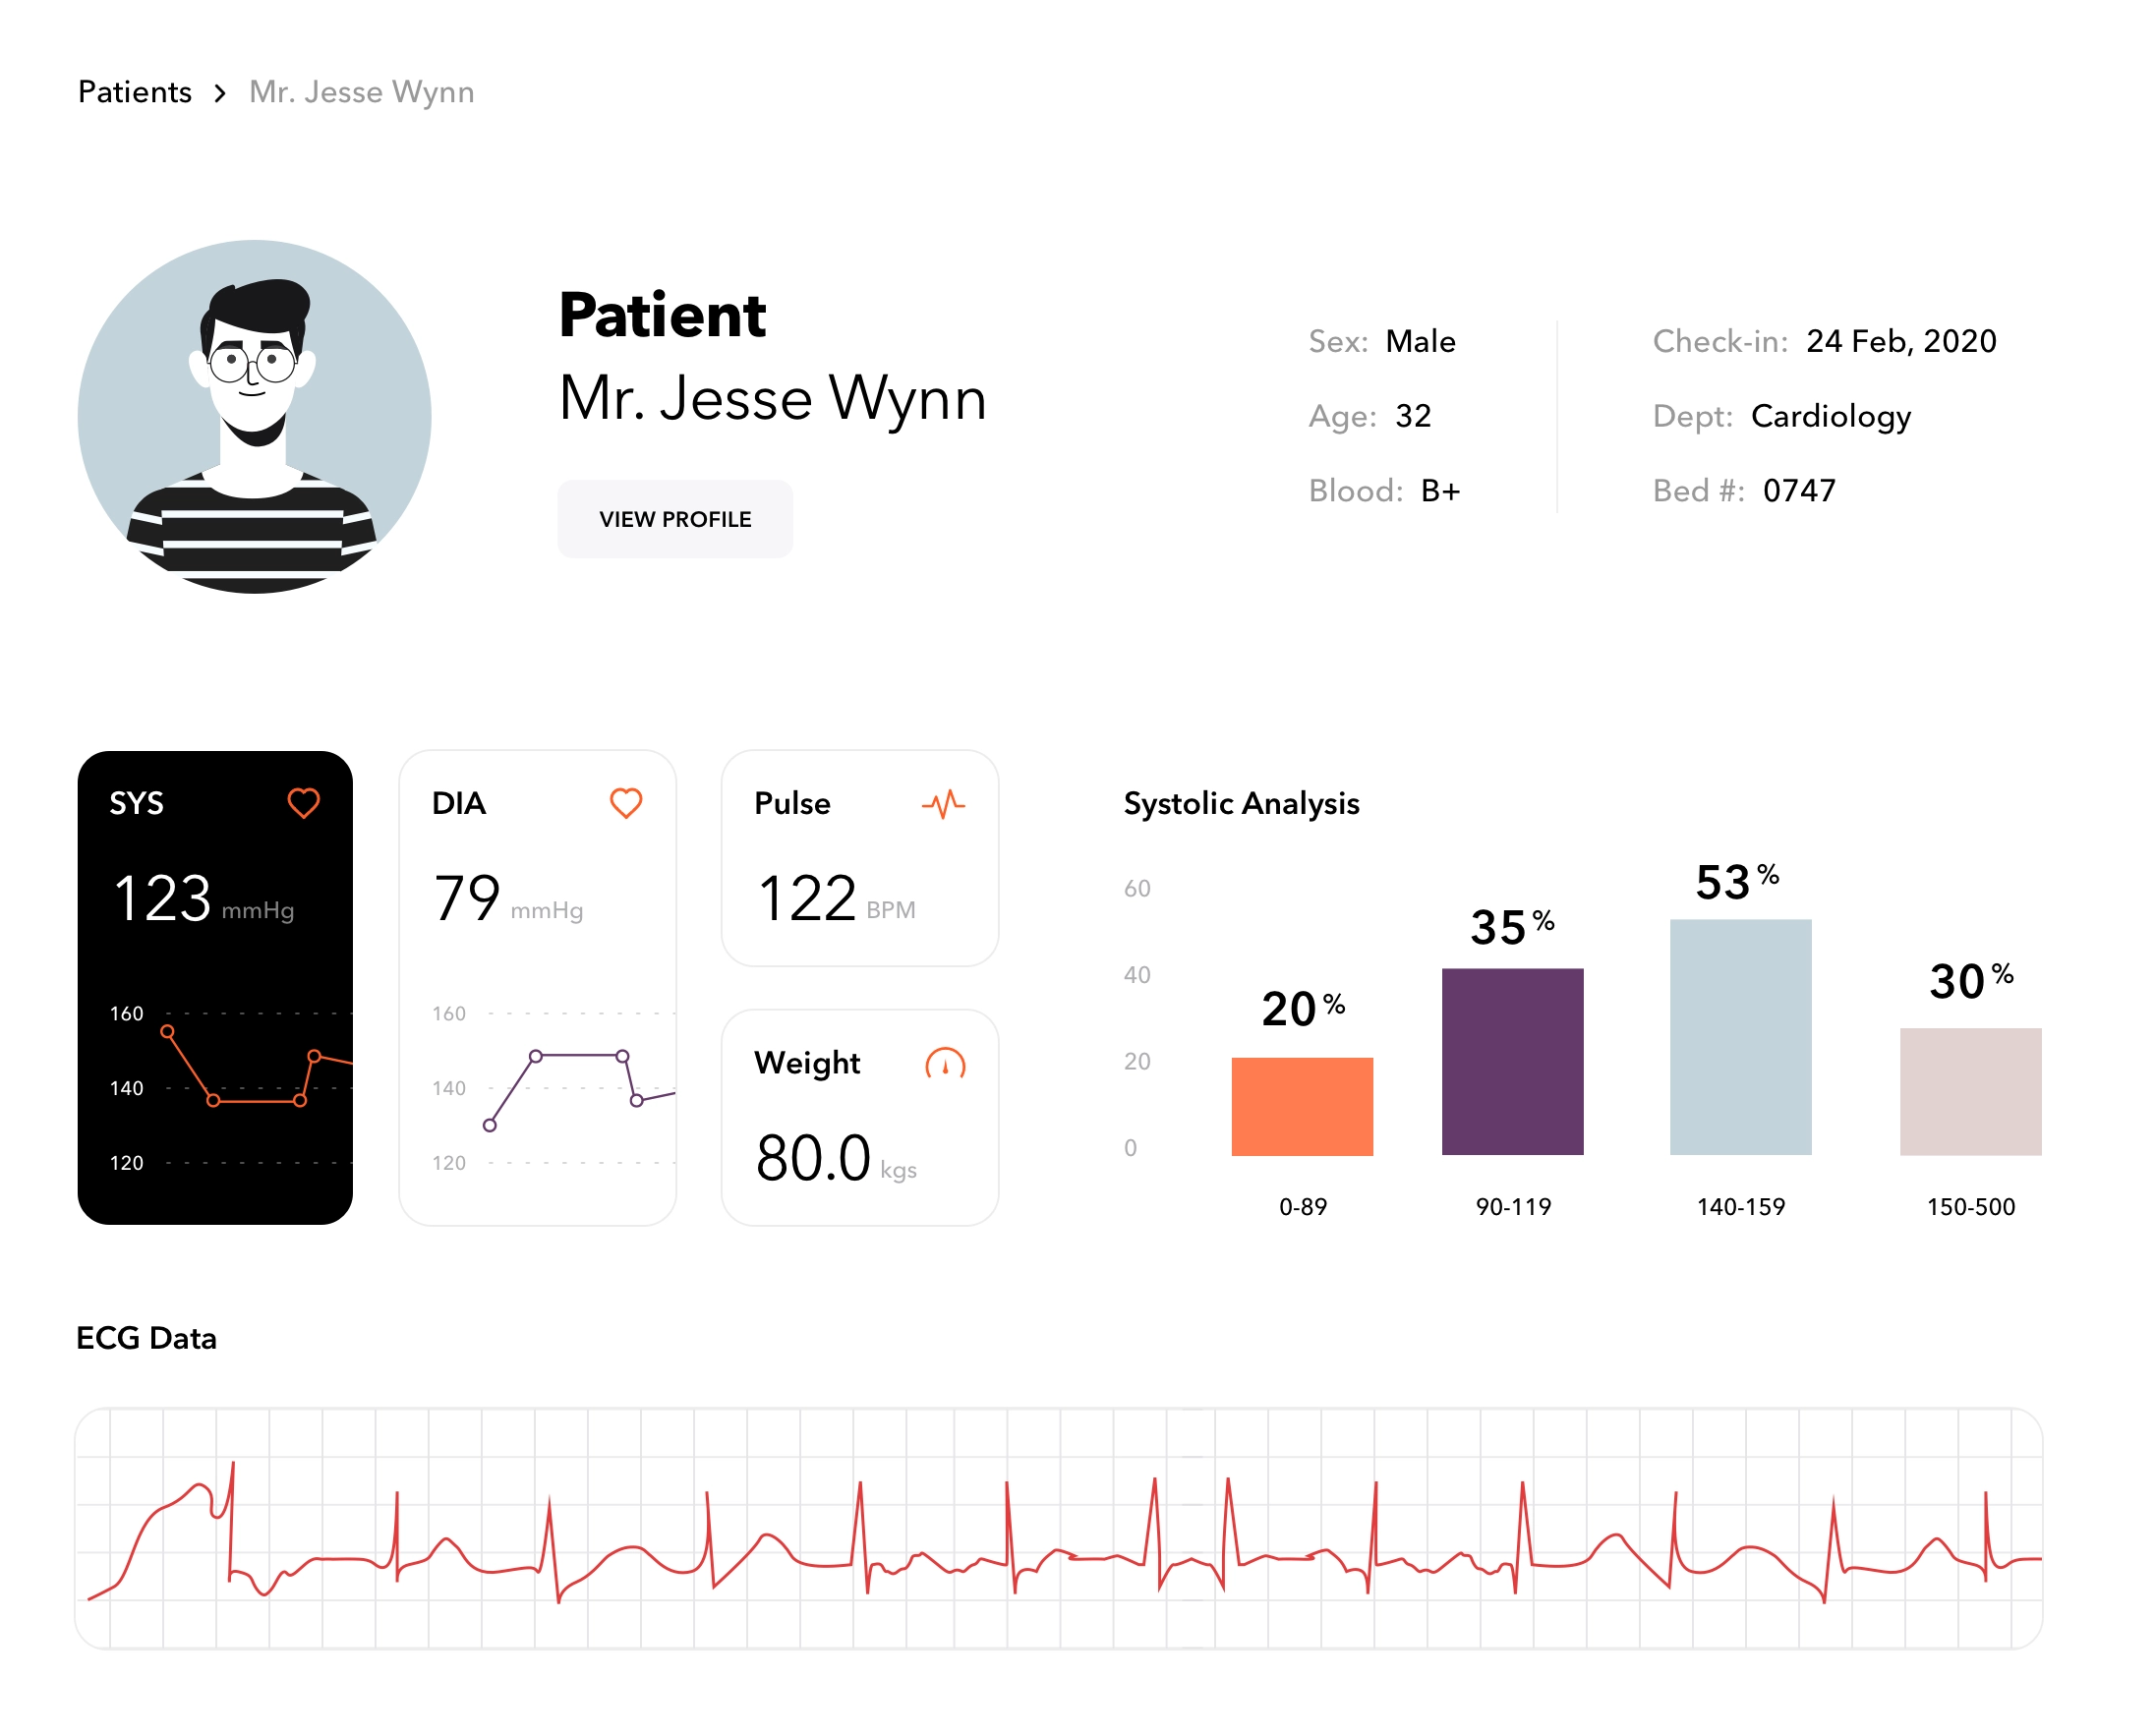 Patients > Mr. Jesse Wynn
Patient
Mr. Jesse Wynn
VIEW PROFILE
Sex: Male
Age: 32
Blood: B+
Check-in: 24 Feb, 2020
Dept: Cardiology
Bed #: 0747
SYS
123 mmHg
160
140
120
DIA
79 mmHg
160
140
120
Pulse
122 BPM
Weight
80.0 kgs
Systolic Analysis
60
40
20
0
20%
35%
53%
30%
0-89
90-119
140-159
150-500
ECG Data